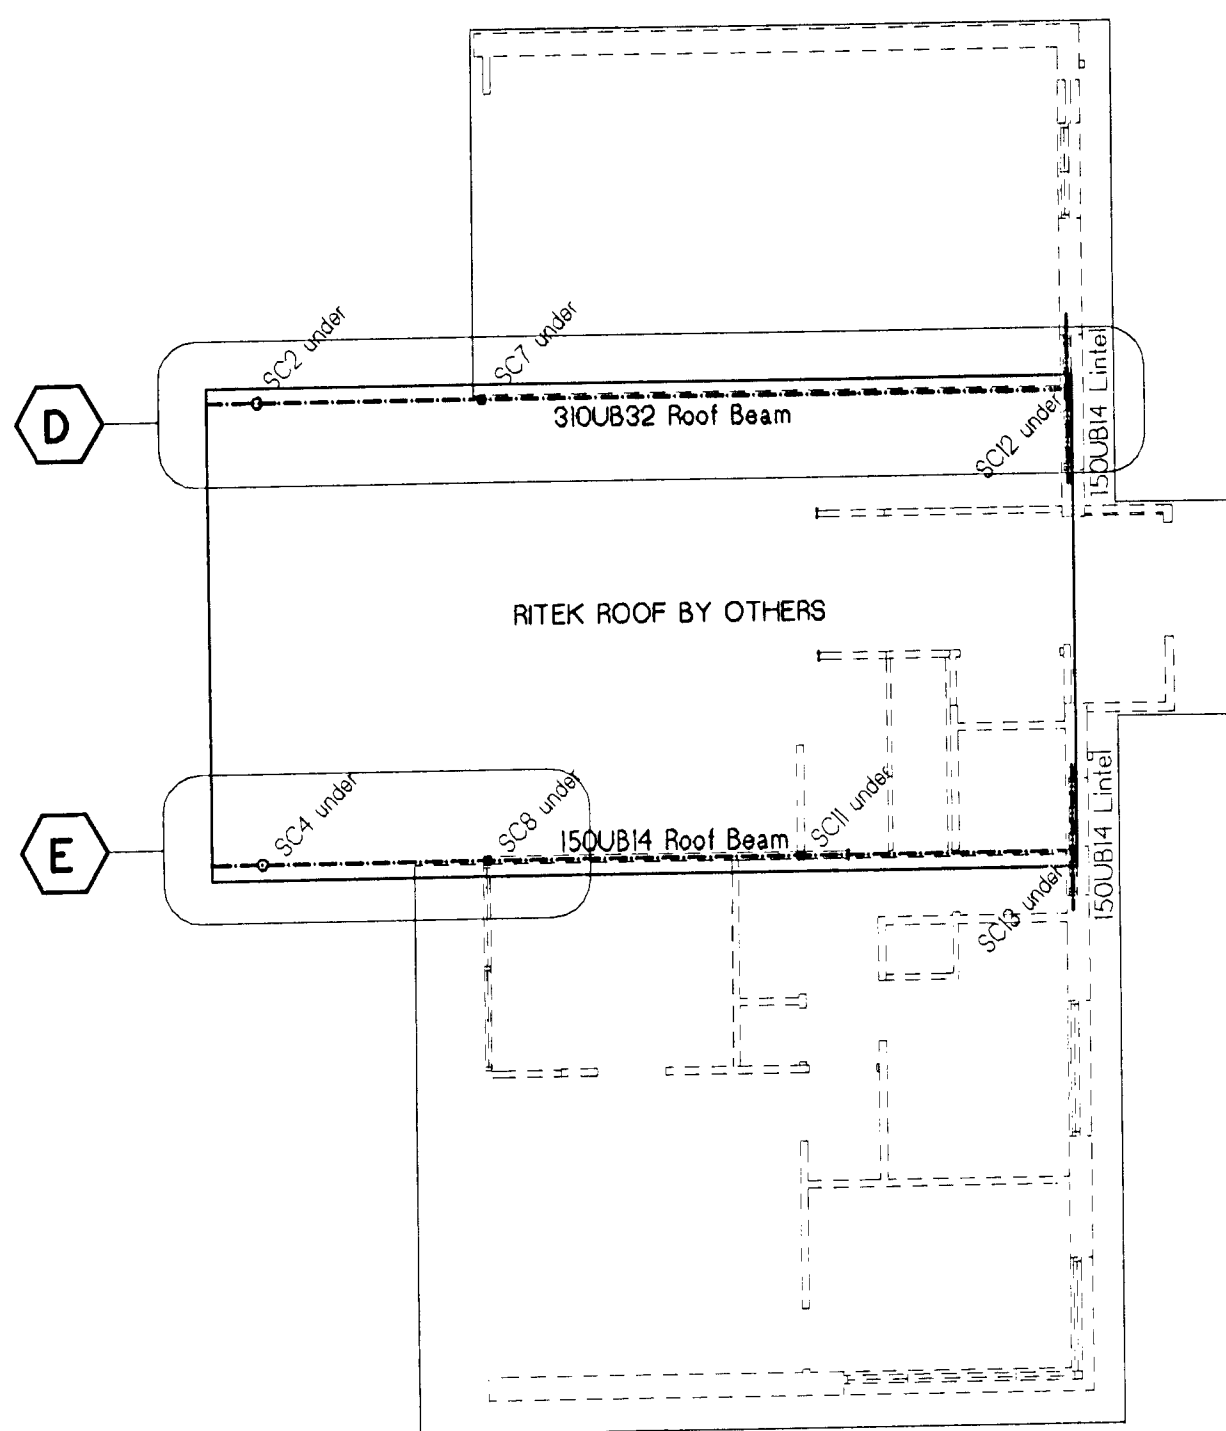 SC2 under
SC7 under
D
310UB32 Roof Beam
SC12 under
150UB14 Lintel
RITEK ROOF BY OTHERS
E
SC4 under
SC8 under
150UB14 Roof Beam
SC11 under
SC13 under
150UB14 Lintel